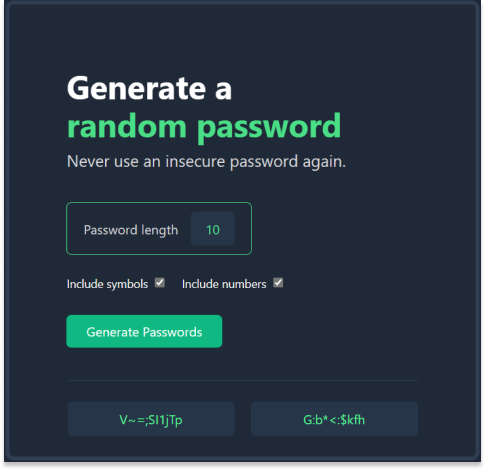 Generate a
random password
Never use an insecure password again.
Password length 10
Include symbols Include numbers
Generate Passwords
V~=;SI1jTp G:b*<:$kfh